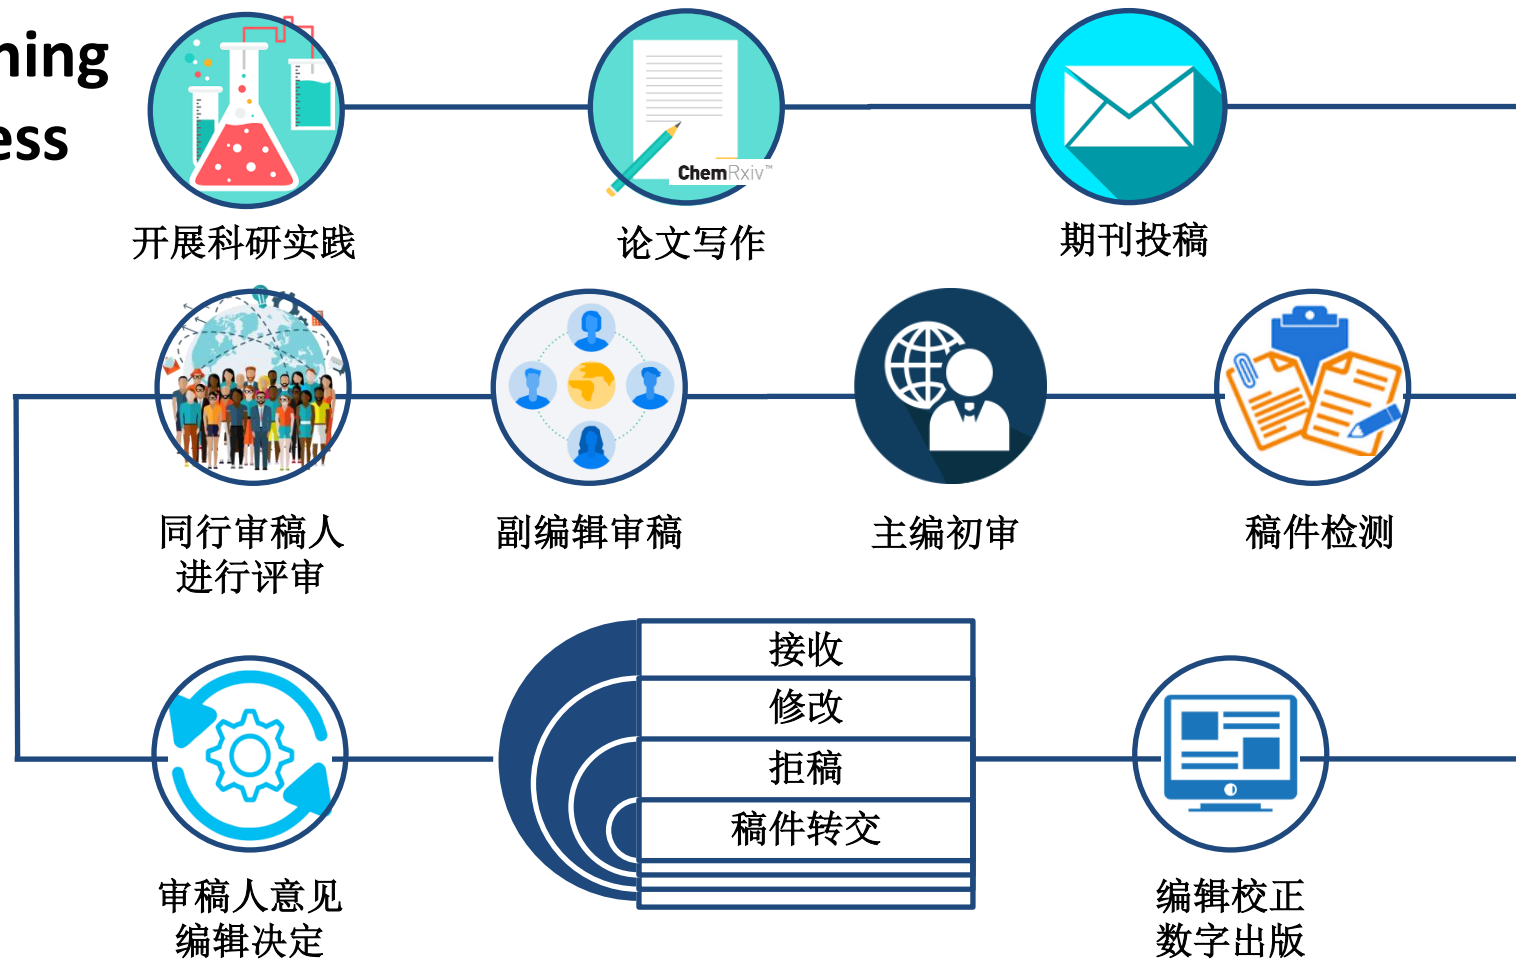 ning
ess
ChemRxiv™
开展科研实践
论文写作
期刊投稿
同行审稿人
进行评审
副编辑审稿
主编初审
稿件检测
接收
修改
拒稿
稿件转交
审稿人意见
编辑决定
编辑校正
数字出版